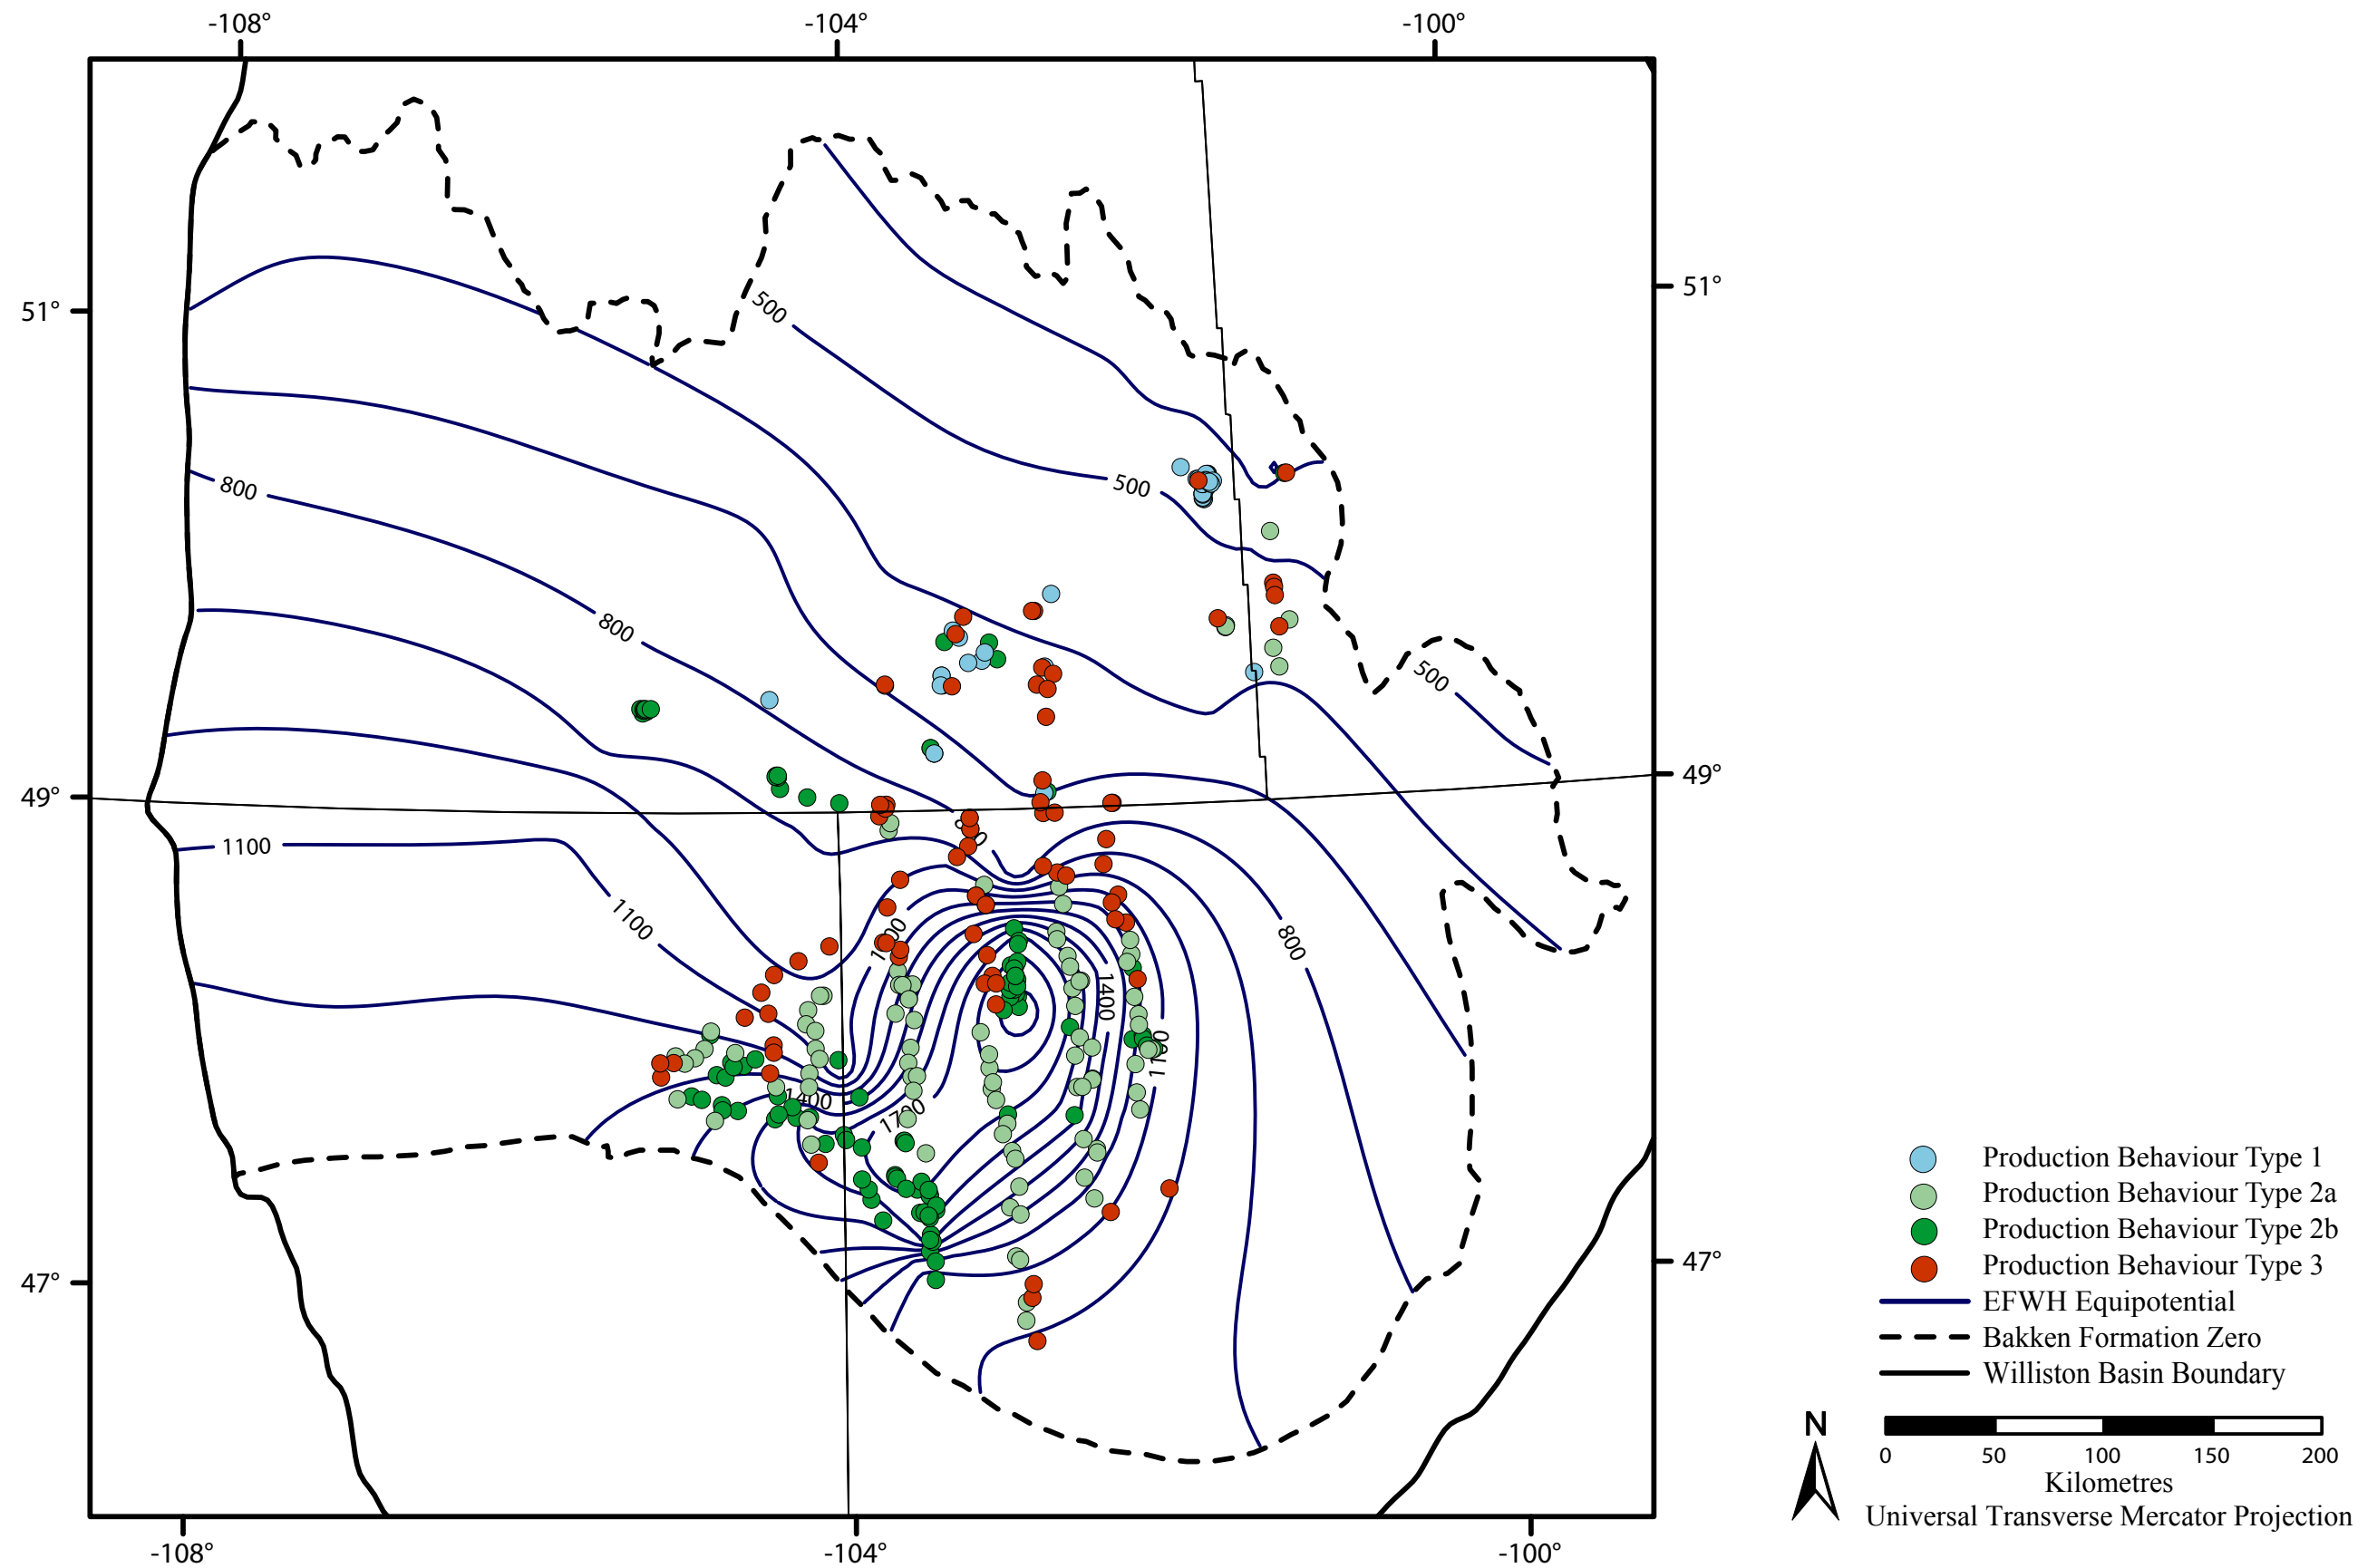 -108°
-104°
-100°
51°
51°
500
500
800
800
500
49°
49°
1100
1100
1000
800
1400
1100
1400
1700
47°
47°
-108°
-104°
-100°
Production Behaviour Type 1
Production Behaviour Type 2a
Production Behaviour Type 2b
Production Behaviour Type 3
EFWH Equipotential
Bakken Formation Zero
Williston Basin Boundary
N
0 50 100 150 200
Kilometres
Universal Transverse Mercator Projection